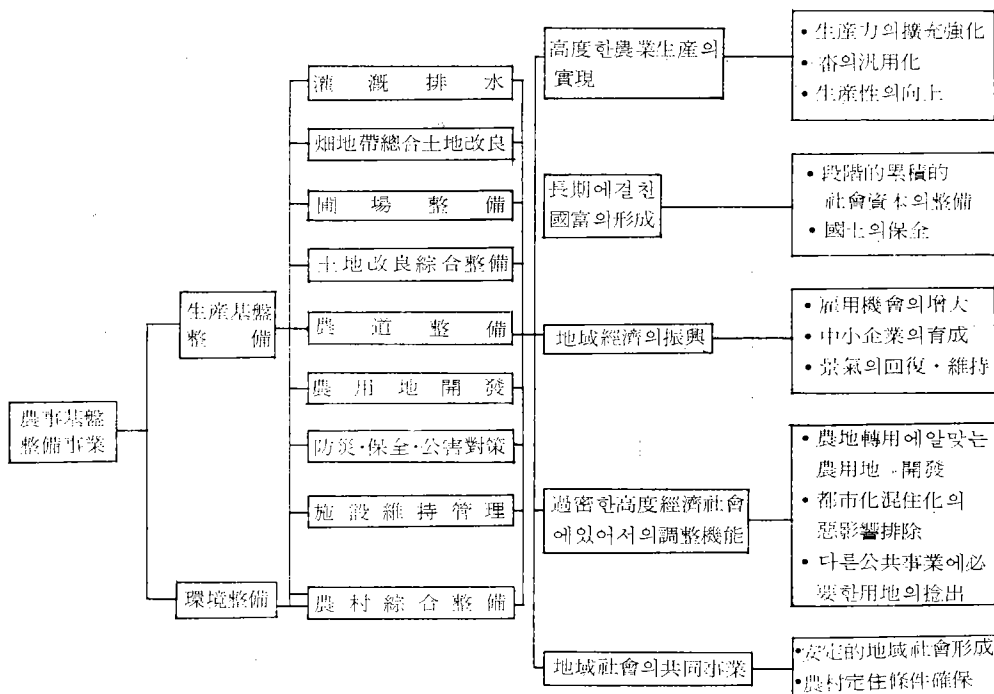 農事基盤
整備事業
生産基盤
整備
環境整備
灌漑排水
畑地帶總合土地改良
圃場整備
土地改良綜合整備
農道整備
農用地開發
防災·保全·公害對策
施設維持管理
農村綜合整備
高度한農業生産의
實現
長期에걸친
國富의形成
地域經濟의振興
過密한高度經濟社會
에있어서의調整機能
地域社會의共同事業
• 生産力의擴充強化
• 畓의汎用化
• 生産性의向上
• 段階的累積的
社會資本의整備
• 國土의保全
• 雇用機會의增大
• 中小企業의育成
• 景氣의回復·維持
• 農地轉用에알맞는
農用地 開發
• 都市化混住化의
惡影響排除
• 다른公共事業에必
要한用地의捻出
•安定的地域社會形成
•農村定住條件確保